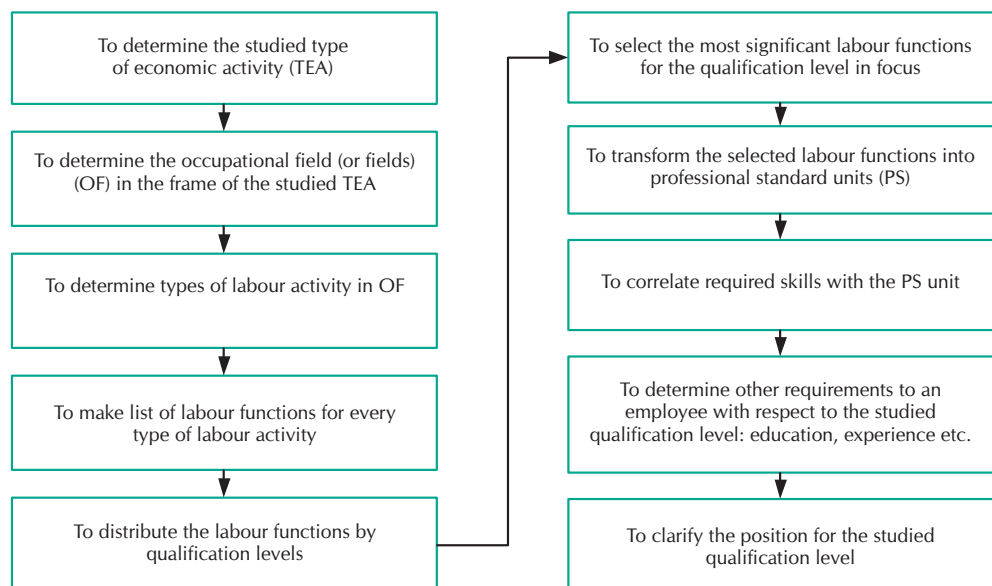 To determine the studied type
of economic activity (TEA)
To determine the occupational field (or fields)
(OF) in the frame of the studied TEA
To determine types of labour activity in OF
To make list of labour functions for every
type of labour activity
To distribute the labour functions by
qualification levels
To select the most significant labour functions
for the qualification level in focus
To transform the selected labour functions into
professional standard units (PS)
To correlate required skills with the PS unit
To determine other requirements to an
employee with respect to the studied
qualification level: education, experience etc.
To clarify the position for the studied
qualification level